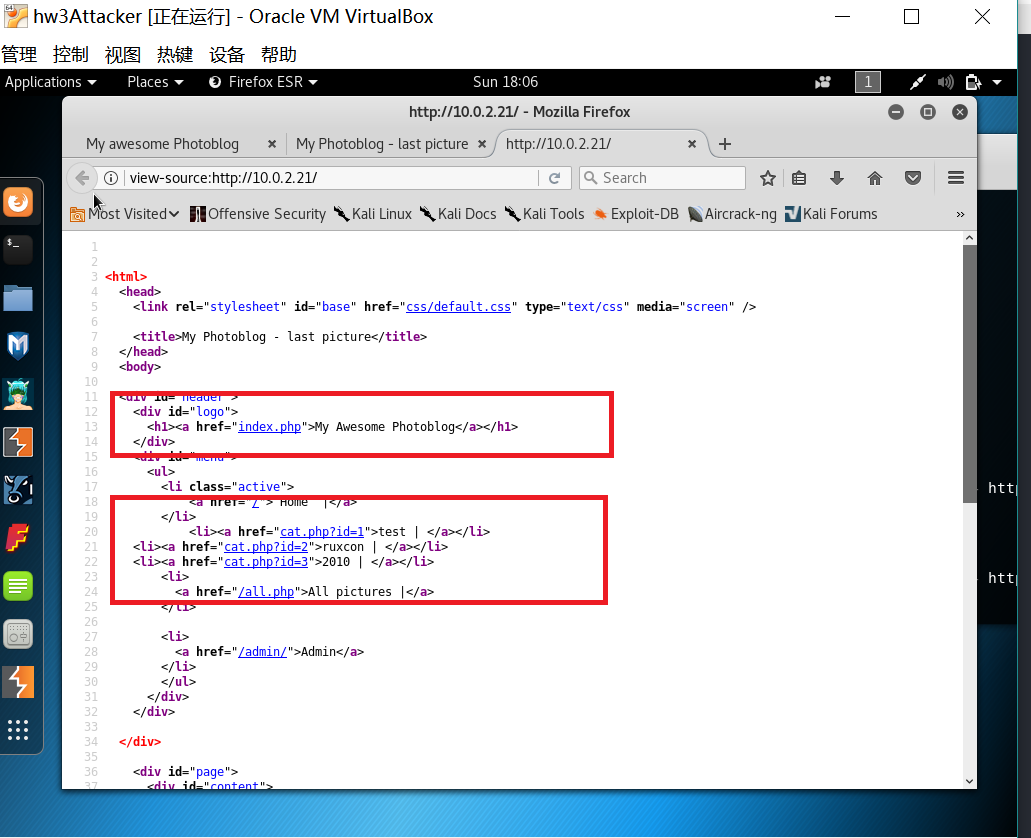 hw3Attacker [正在运行] - Oracle VM VirtualBox
管理 控制 视图 热键 设备 帮助
Applications Places Firefox ESR Sun 18:06 1
http://10.0.2.21/ - Mozilla Firefox
My awesome Photoblog × My Photoblog - last picture × http://10.0.2.21/ ×
view-source:http://10.0.2.21/ Search
Most Visited Offensive Security Kali Linux Kali Docs Kali Tools Exploit-DB Aircrack-ng Kali Forums »
1
2
3 <html>
4 <head>
5 <link rel="stylesheet" id="base" href="css/default.css" type="text/css" media="screen" />
6
7 <title>My Photoblog - last picture</title>
8 </head>
9 <body>
10
11 <div id="header">
12 <div id="logo">
13 <h1><a href="index.php">My Awesome Photoblog</a></h1>
14 </div>
15 <div id="menu">
16 <ul>
17 <li class="active">
18 <a href="/"> Home |</a>
19 </li>
20 <li><a href="cat.php?id=1">test | </a></li>
21 <li><a href="cat.php?id=2">ruxcon | </a></li>
22 <li><a href="cat.php?id=3">2010 | </a></li>
23 <li>
24 <a href="/all.php">All pictures |</a>
25 </li>
26
27 <li>
28 <a href="/admin/">Admin</a>
29 </li>
30 </ul>
31 </div>
32 </div>
33
34 </div>
35
36 <div id="page">
37 <div id="content">
http
http